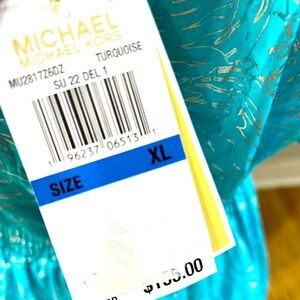 MICHAEL
MICHAEL KORS
MU2817Z6DZ TURQUOISE
SU 22 DEL 1
1 96237 06513 1
SIZE XL